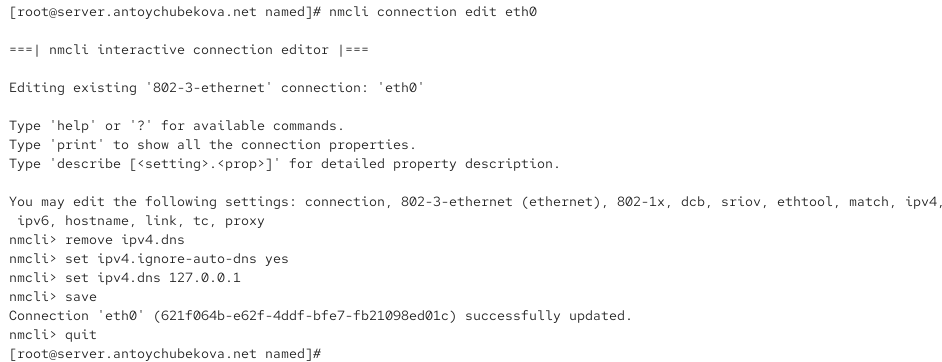 [root@server.antoychubekova.net named]# nmcli connection edit eth0
===| nmcli interactive connection editor |===
Editing existing '802-3-ethernet' connection: 'eth0'
Type 'help' or '?' for available commands.
Type 'print' to show all the connection properties.
Type 'describe [<setting>.<prop>]' for detailed property description.
You may edit the following settings: connection, 802-3-ethernet (ethernet), 802-1x, dcb, sriov, ethtool, match, ipv4,
ipv6, hostname, link, tc, proxy
nmcli> remove ipv4.dns
nmcli> set ipv4.ignore-auto-dns yes
nmcli> set ipv4.dns 127.0.0.1
nmcli> save
Connection 'eth0' (621f064b-e62f-4ddf-bfe7-fb21098ed01c) successfully updated.
nmcli> quit
[root@server.antoychubekova.net named]#